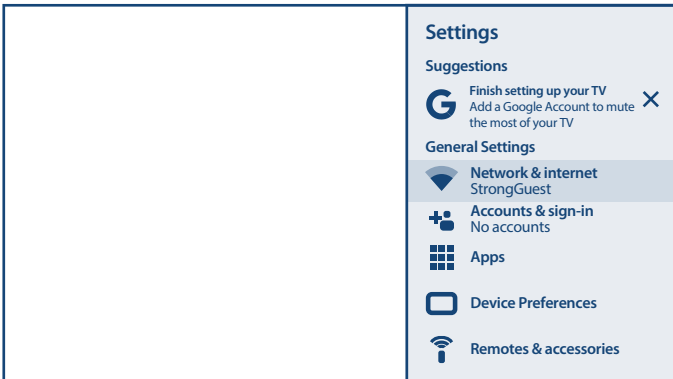 Settings
Suggestions
Finish setting up your TV
Add a Google Account to mute
the most of your TV
General Settings
Network & internet
StrongGuest
Accounts & sign-in
No accounts
Apps
Device Preferences
Remotes & accessories